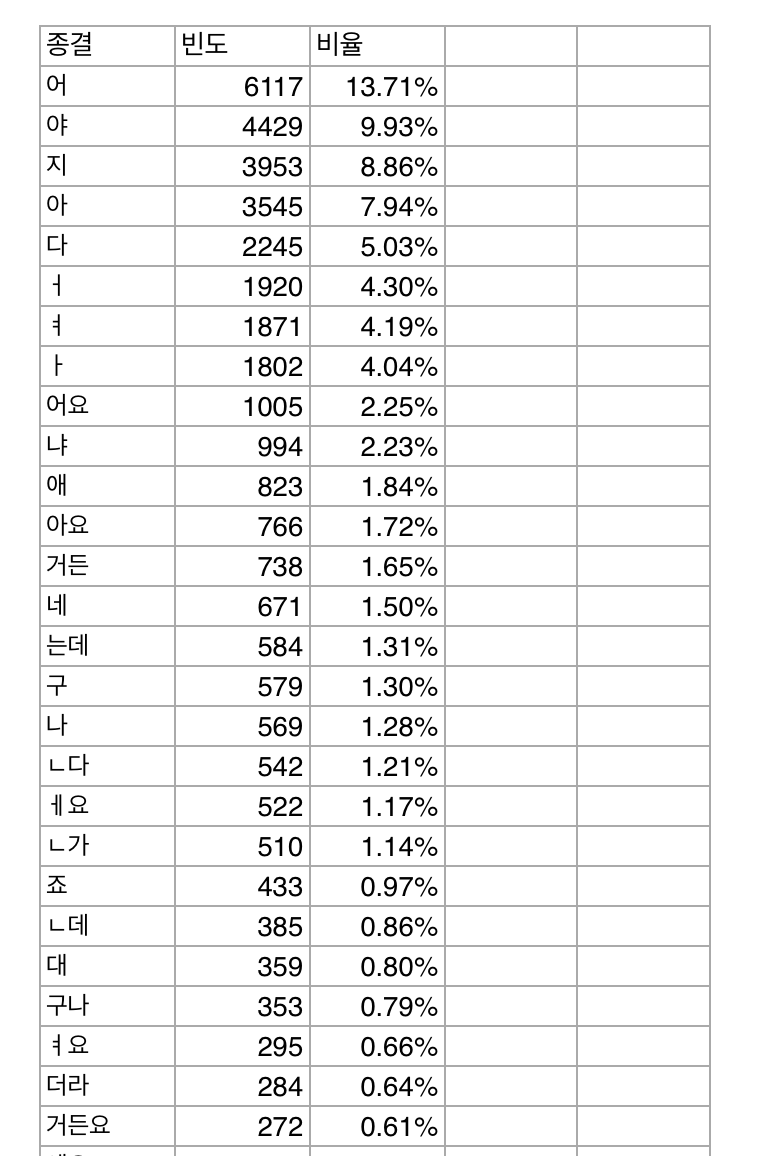 종결 빈도 비율
어 6117 13.71%
야 4429 9.93%
지 3953 8.86%
아 3545 7.94%
다 2245 5.03%
ㅓ 1920 4.30%
ㅕ 1871 4.19%
ㅏ 1802 4.04%
어요 1005 2.25%
냐 994 2.23%
애 823 1.84%
아요 766 1.72%
거든 738 1.65%
네 671 1.50%
는데 584 1.31%
구 579 1.30%
나 569 1.28%
ㄴ다 542 1.21%
ㅔ요 522 1.17%
ㄴ가 510 1.14%
죠 433 0.97%
ㄴ데 385 0.86%
대 359 0.80%
구나 353 0.79%
ㅕ요 295 0.66%
더라 284 0.64%
거든요 272 0.61%